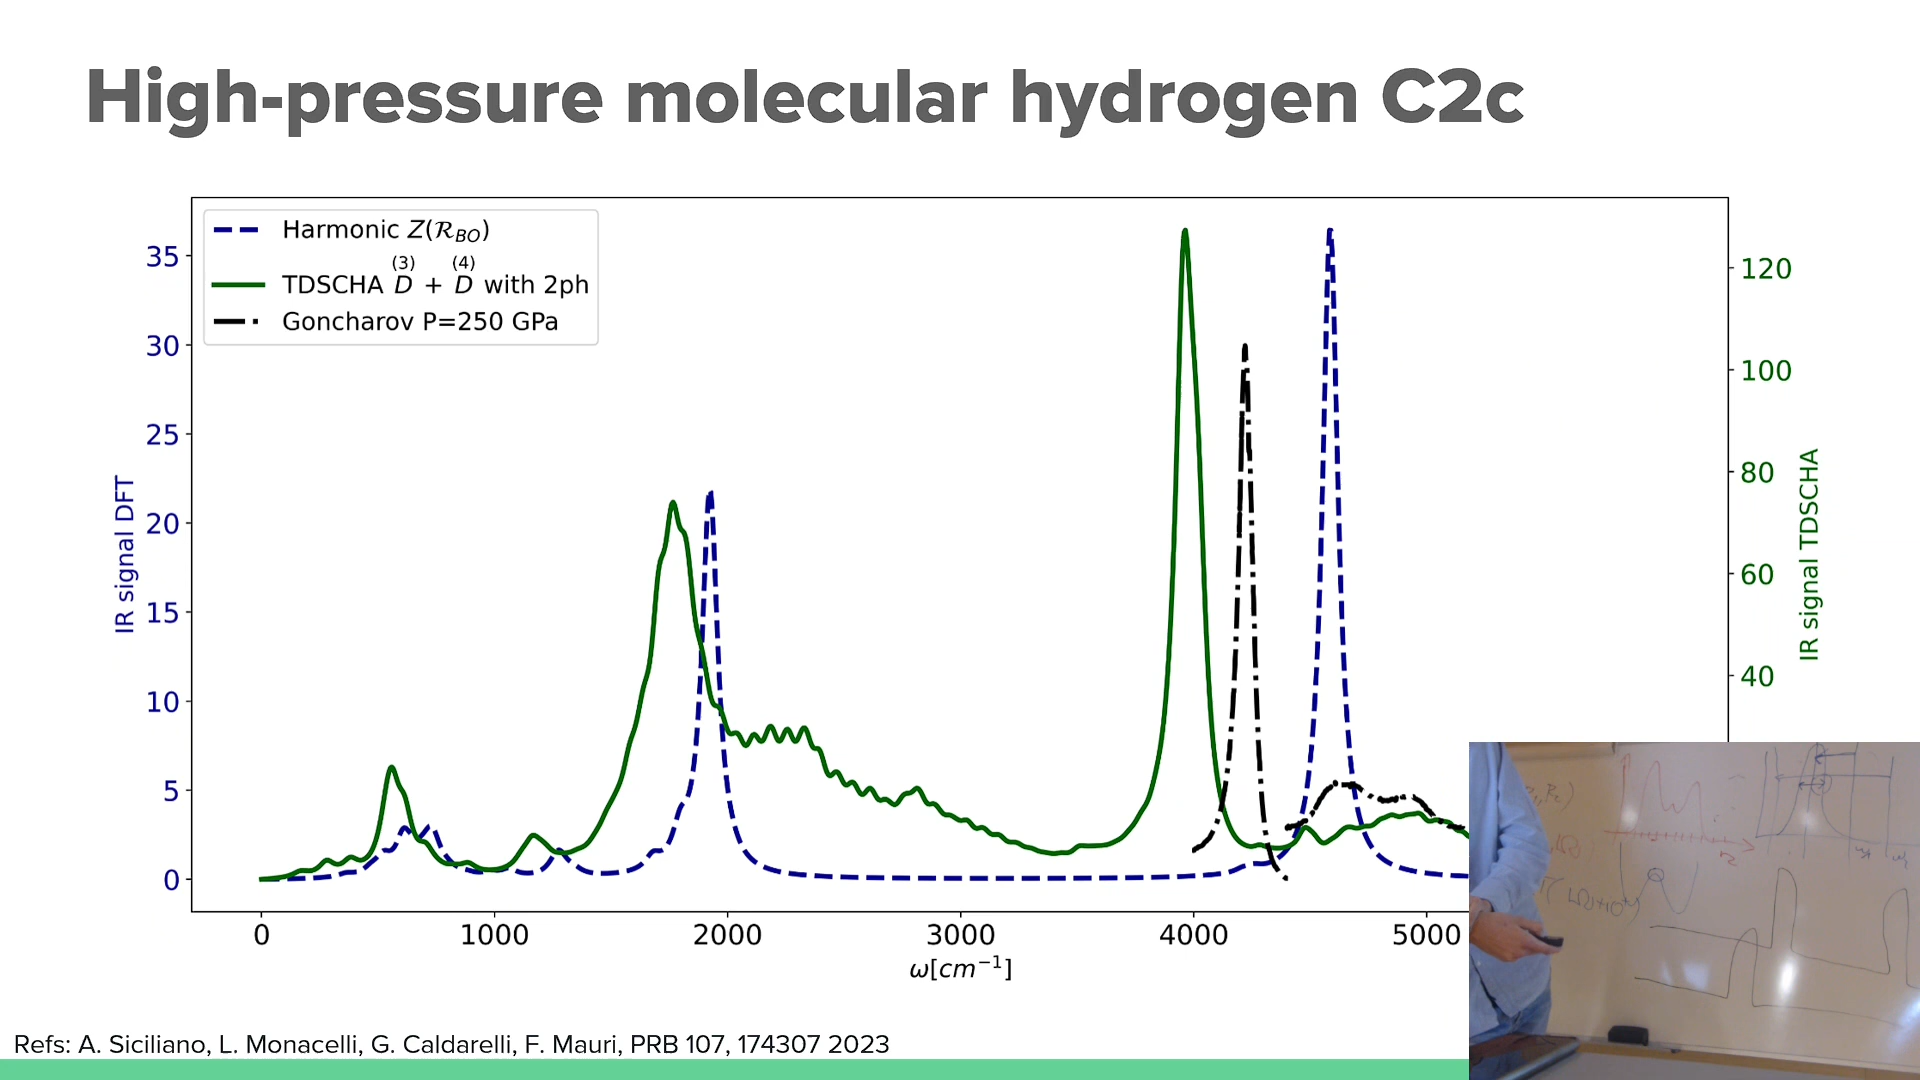 High-pressure molecular hydrogen C2c
Harmonic Z(ℛ_BO)
(3) (4)
TDSCHA D + D with 2ph
Goncharov P=250 GPa
35
30
25
20
15
10
5
0
IR signal DFT
120
100
80
60
40
IR signal TDSCHA
0 1000 2000 3000 4000 5000
ω[cm⁻¹]
Refs: A. Siciliano, L. Monacelli, G. Caldarelli, F. Mauri, PRB 107, 174307 2023